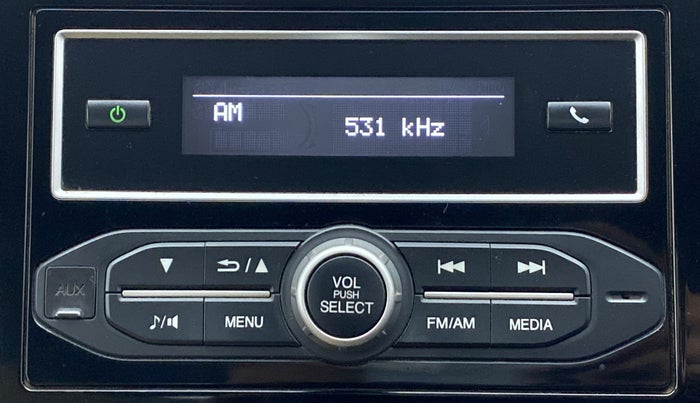 AM
531 kHz
AUX
VOL
PUSH
SELECT
MENU
FM/AM
MEDIA